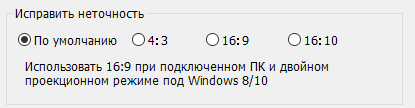 Исправить неточность
По умолчанию 4:3 16:9 16:10
Использовать 16:9 при подключенном ПК и двойном
проекционном режиме под Windows 8/10